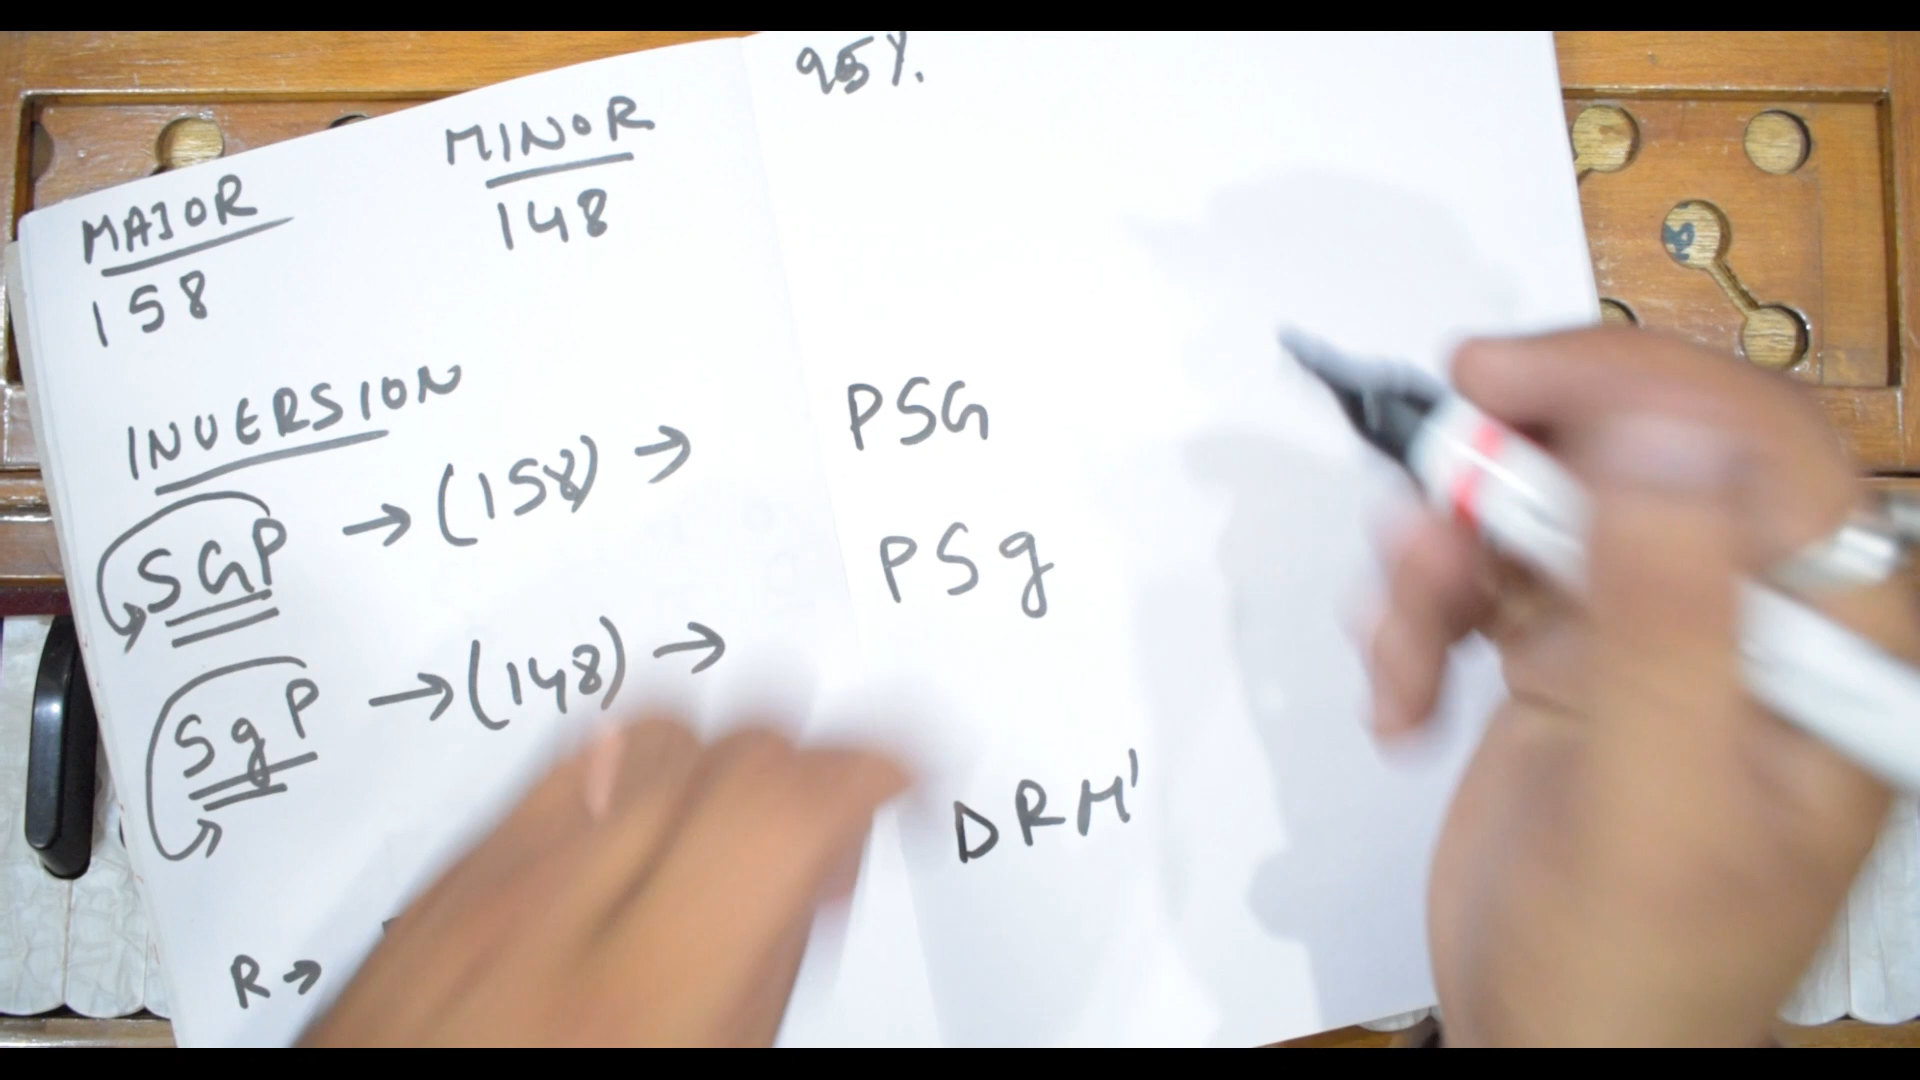 95%.
MINOR
148
MAJOR
158
INVERSION
SGP → (158) → PSG
SgP → (148) → PSg
DRM'
R →